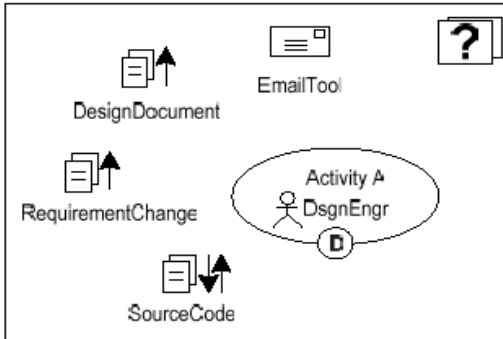 ?
EmailTool
DesignDocument
Activity A
RequirementChange
DsgnEngr
D
SourceCode